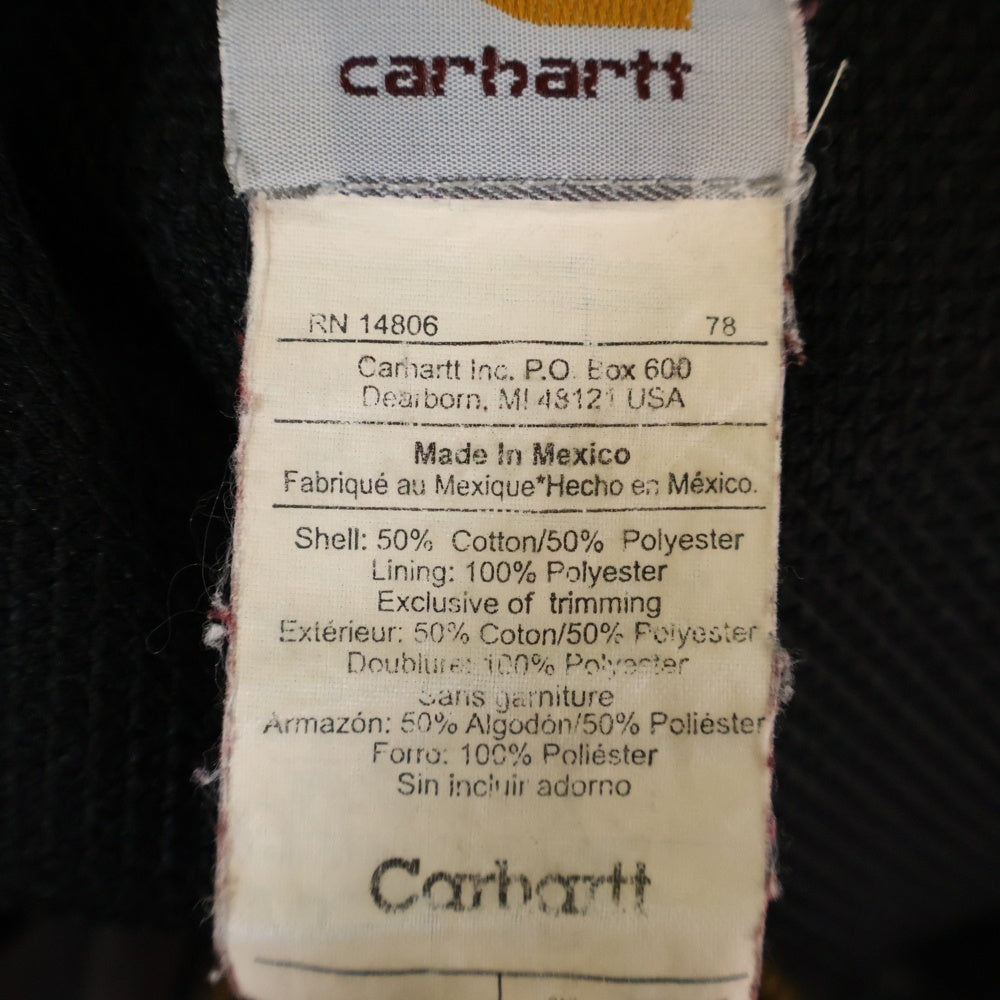 carhartt
RN 14806 78
Carhartt Inc. P.O. Box 600
Dearborn, MI 48121 USA
Made In Mexico
Fabriqué au Mexique*Hecho en México.
Shell: 50% Cotton/50% Polyester
Lining: 100% Polyester
Exclusive of trimming
Extérieur: 50% Coton/50% Polyester
Doublure: 100% Polyester
Sans garniture
Armazón: 50% Algodón/50% Poliéster
Forro: 100% Poliéster
Sin incluir adorno
Carhartt